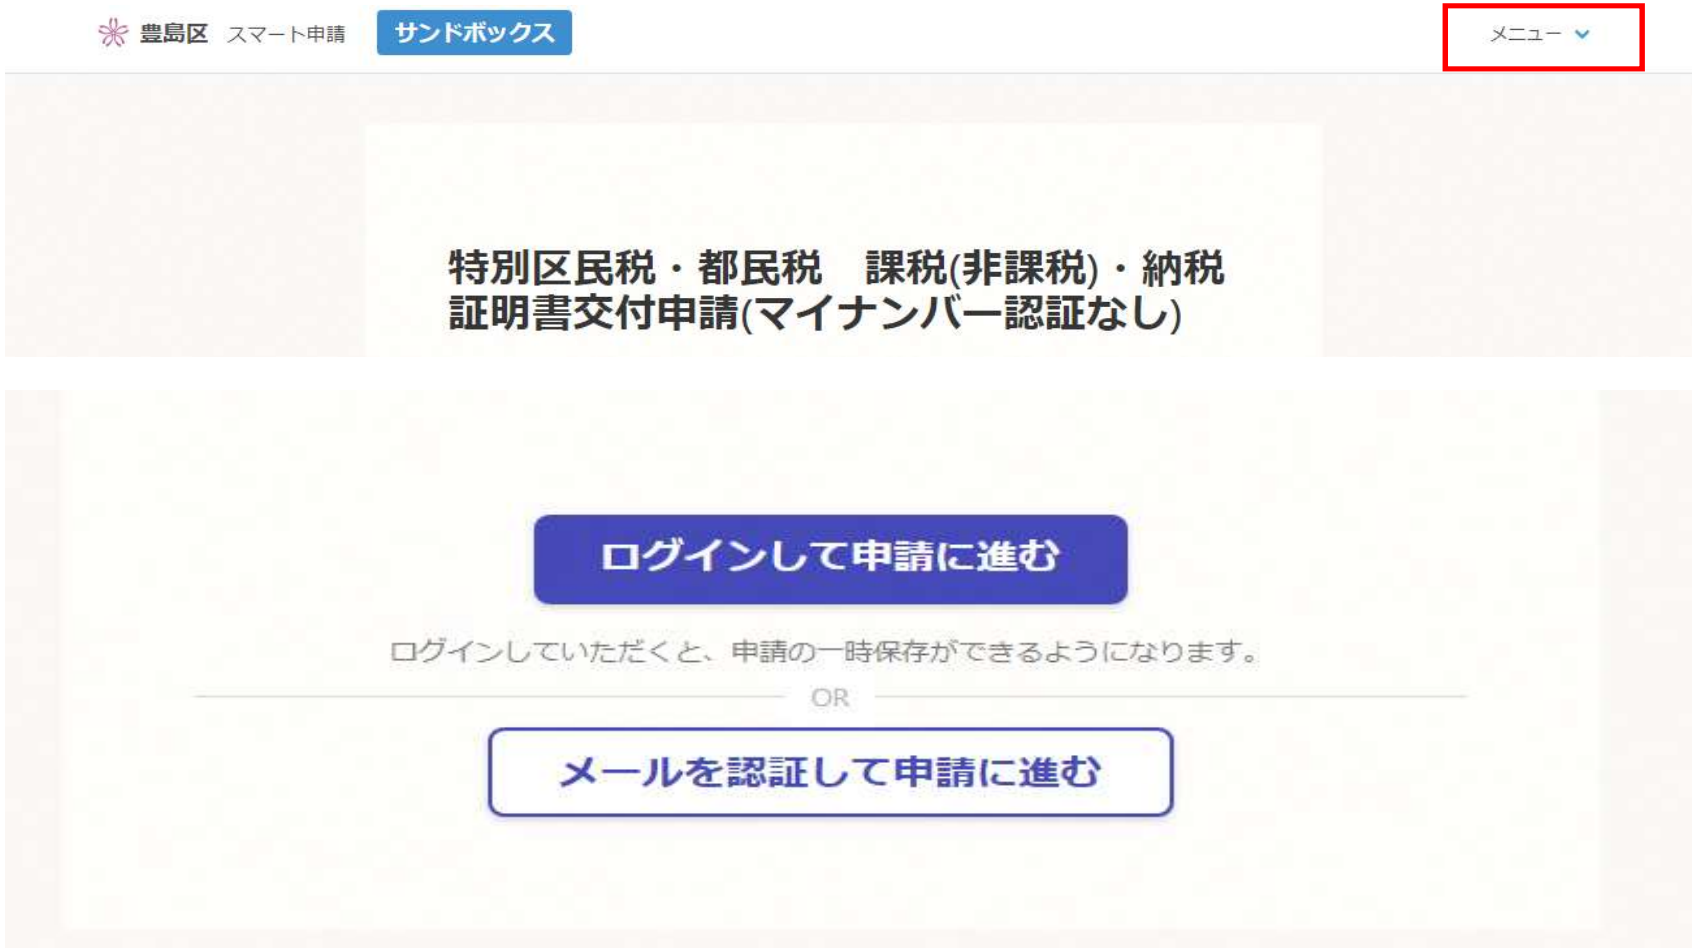 豊島区 スマート申請 サンドボックス メニュー
特別区民税・都民税　課税(非課税)・納税
証明書交付申請(マイナンバー認証なし)
ログインして申請に進む
ログインしていただくと、申請の一時保存ができるようになります。
OR
メールを認証して申請に進む